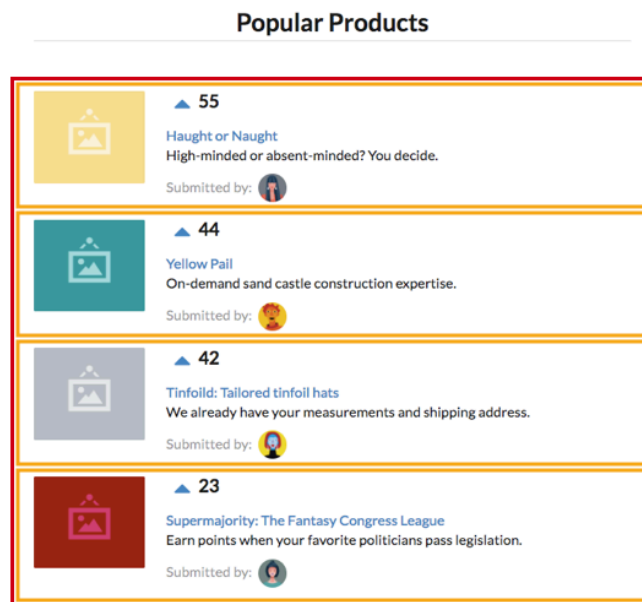 Popular Products
55
Haught or Naught
High-minded or absent-minded? You decide.
Submitted by:
44
Yellow Pail
On-demand sand castle construction expertise.
Submitted by:
42
Tinfoild: Tailored tinfoil hats
We already have your measurements and shipping address.
Submitted by:
23
Supermajority: The Fantasy Congress League
Earn points when your favorite politicians pass legislation.
Submitted by: